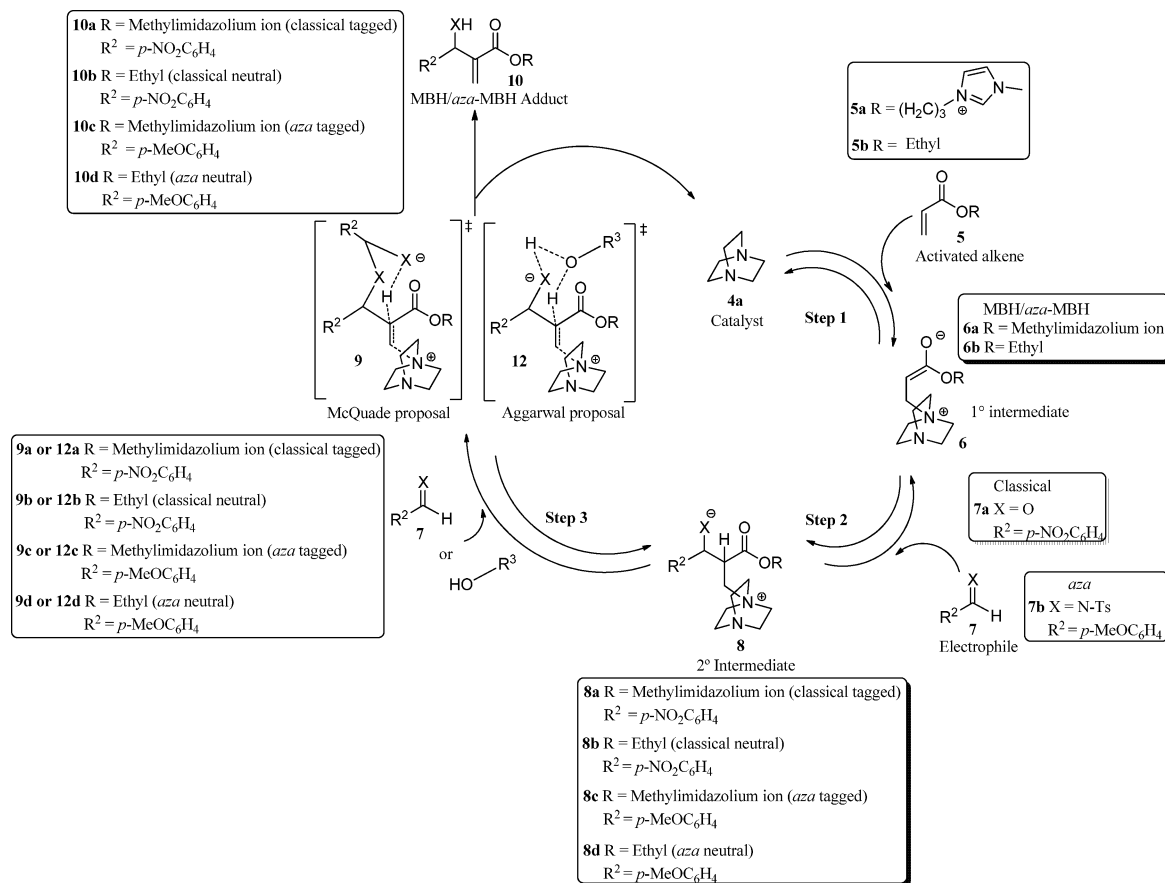 10a R = Methylimidazolium ion (classical tagged)
R² = p-NO₂C₆H₄
10b R = Ethyl (classical neutral)
R² = p-NO₂C₆H₄
10c R = Methylimidazolium ion (aza tagged)
R² = p-MeOC₆H₄
10d R = Ethyl (aza neutral)
R² = p-MeOC₆H₄
XH
O
R²
OR
10
MBH/aza-MBH Adduct
N
N
⊕
5a R = (H₂C)₃
5b R = Ethyl
O
OR
5
Activated alkene
R²
X
X ⊖
H
O
R²
OR
9
N ⊕
N
‡
McQuade proposal
H
R³
O
⊖
X
H
O
R²
OR
12
N ⊕
N
‡
Aggarwal proposal
N
N
4a
Catalyst
Step 1
MBH/aza-MBH
6a R = Methylimidazolium ion
6b R= Ethyl
O ⊖
OR
⊕
N
N
6
1° intermediate
9a or 12a R = Methylimidazolium ion (classical tagged)
R² = p-NO₂C₆H₄
9b or 12b R = Ethyl (classical neutral)
R² = p-NO₂C₆H₄
9c or 12c R = Methylimidazolium ion (aza tagged)
R² = p-MeOC₆H₄
9d or 12d R = Ethyl (aza neutral)
R² = p-MeOC₆H₄
X
R²
H
7
or
HO
R³
Step 3
Step 2
⊖
X
H
O
R²
OR
N ⊕
N
8
2º Intermediate
Classical
7a X = O
R² = p-NO₂C₆H₄
X
R²
H
7
Electrophile
aza
7b X = N-Ts
R² = p-MeOC₆H₄
8a R = Methylimidazolium ion (classical tagged)
R² = p-NO₂C₆H₄
8b R = Ethyl (classical neutral)
R² = p-NO₂C₆H₄
8c R = Methylimidazolium ion (aza tagged)
R² = p-MeOC₆H₄
8d R = Ethyl (aza neutral)
R² = p-MeOC₆H₄